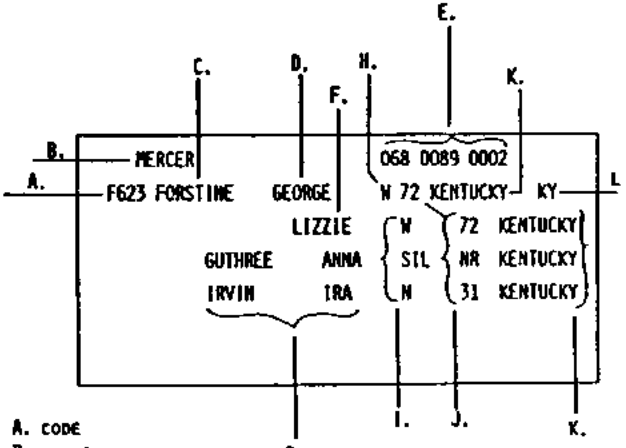 E.
C. D. H. K.
F.
B. MERCER 068 0089 0002
A. F623 FORSTINE GEORGE W 72 KENTUCKY KY L
LIZZIE W 72 KENTUCKY
GUTHREE ANNA SIL NR KENTUCKY
IRVIN IRA N 31 KENTUCKY
I. J. K.
A. CODE